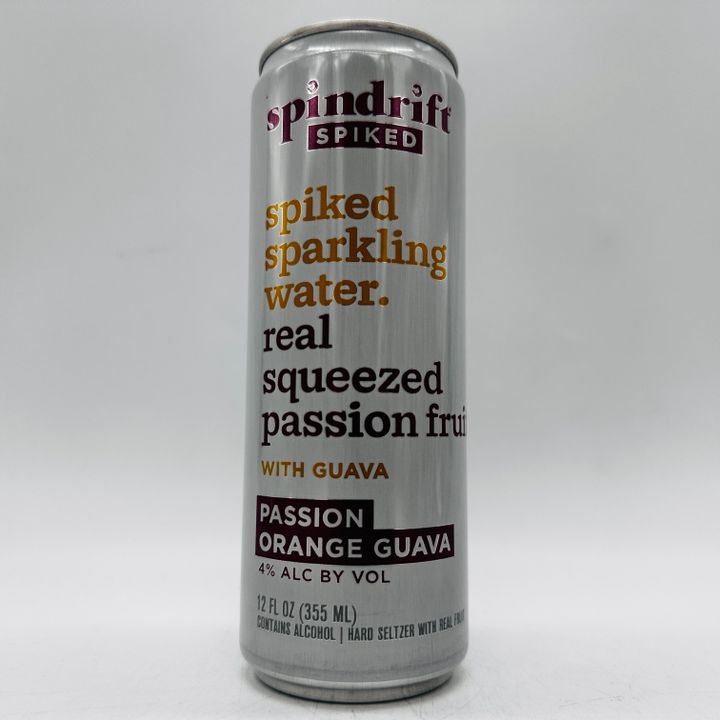 spindrift
SPIKED
spiked
sparkling
water.
real
squeezed
passion frui
WITH GUAVA
PASSION
ORANGE GUAVA
4% ALC BY VOL
12 FL OZ (355 ML)
CONTAINS ALCOHOL | HARD SELTZER WITH REAL FRUI